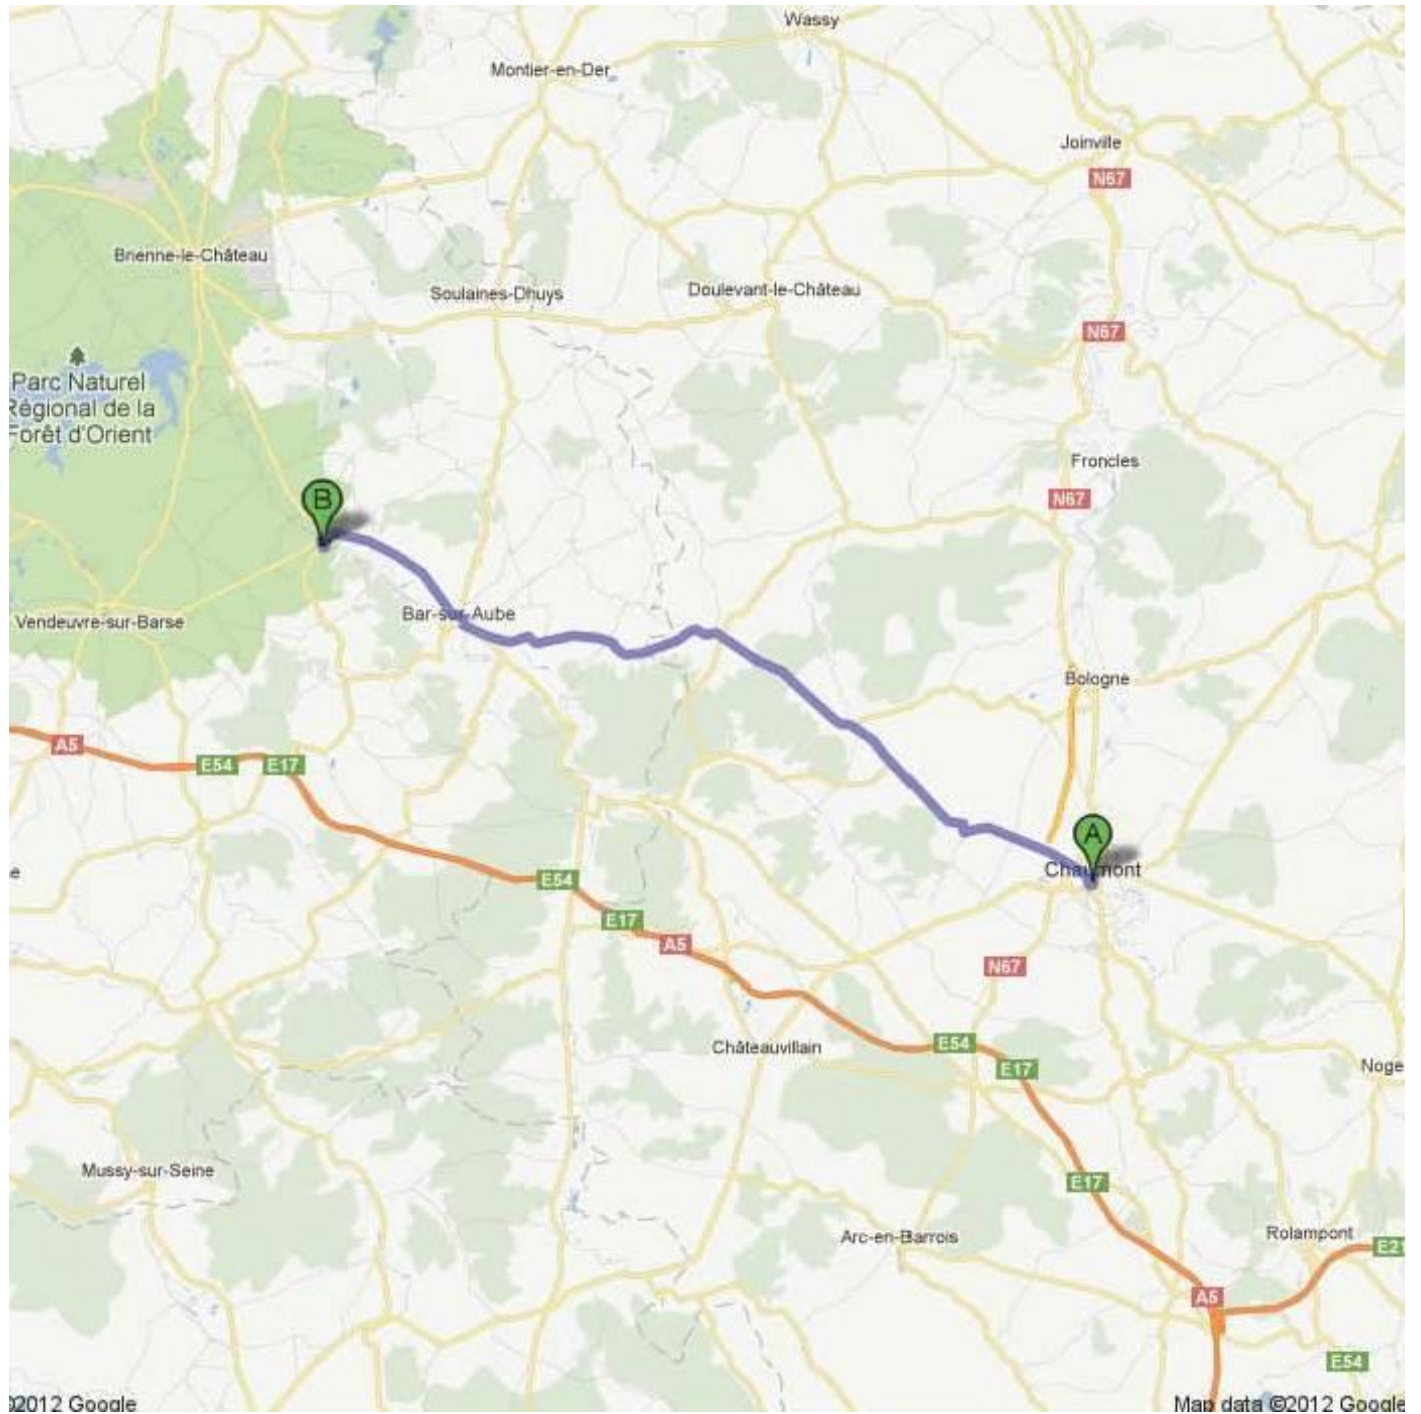 Wassy
Montier-en-Der
Joinville
N67
Brienne-le-Château
Soulaines-Dhuys
Doulevant-le-Château
N67
Parc Naturel
Régional de la
Forêt d'Orient
Froncles
N67
B
Bar-sur-Aube
Vendeuvre-sur-Barse
Bologne
A5
E54
E17
A
Chaumont
e
E54
E17
A5
N67
Châteauvillain
E54
E17
Noge
Mussy-sur-Seine
E17
Arc-en-Barrois
Rolampont
E21
A5
E54
©2012 Google
Map data ©2012 Google